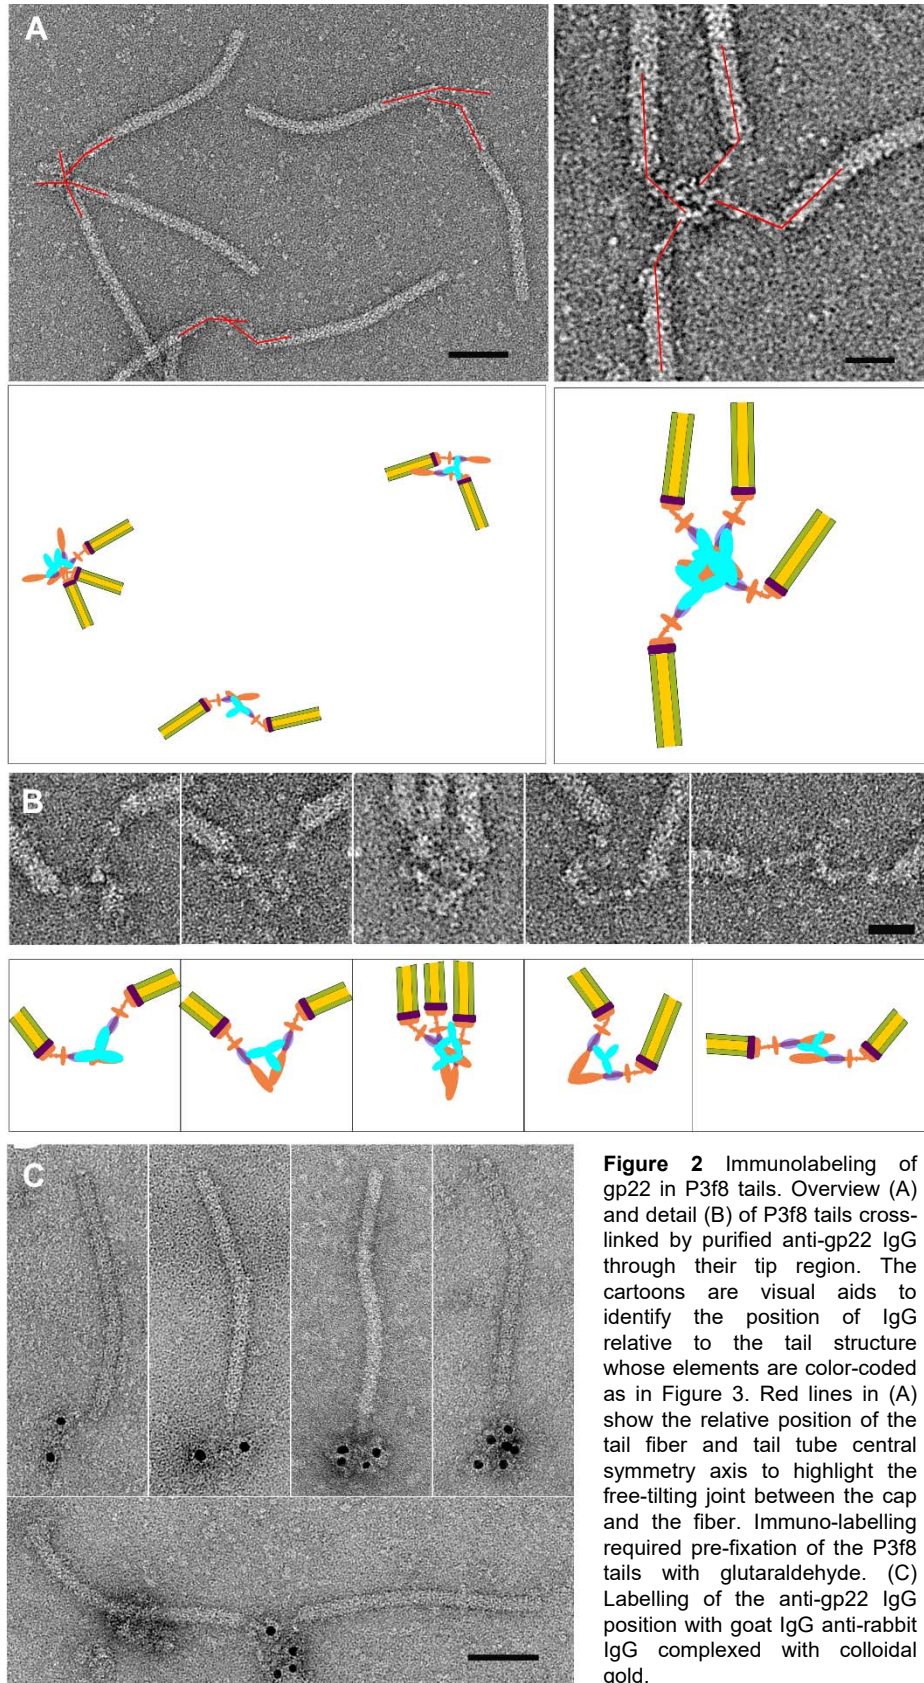 A
B
C
Figure 2 Immunolabeling of
gp22 in P3f8 tails. Overview (A)
and detail (B) of P3f8 tails cross-
linked by purified anti-gp22 IgG
through their tip region. The
cartoons are visual aids to
identify the position of IgG
relative to the tail structure
whose elements are color-coded
as in Figure 3. Red lines in (A)
show the relative position of the
tail fiber and tail tube central
symmetry axis to highlight the
free-tilting joint between the cap
and the fiber. Immuno-labelling
required pre-fixation of the P3f8
tails with glutaraldehyde. (C)
Labelling of the anti-gp22 IgG
position with goat IgG anti-rabbit
IgG complexed with colloidal
gold.